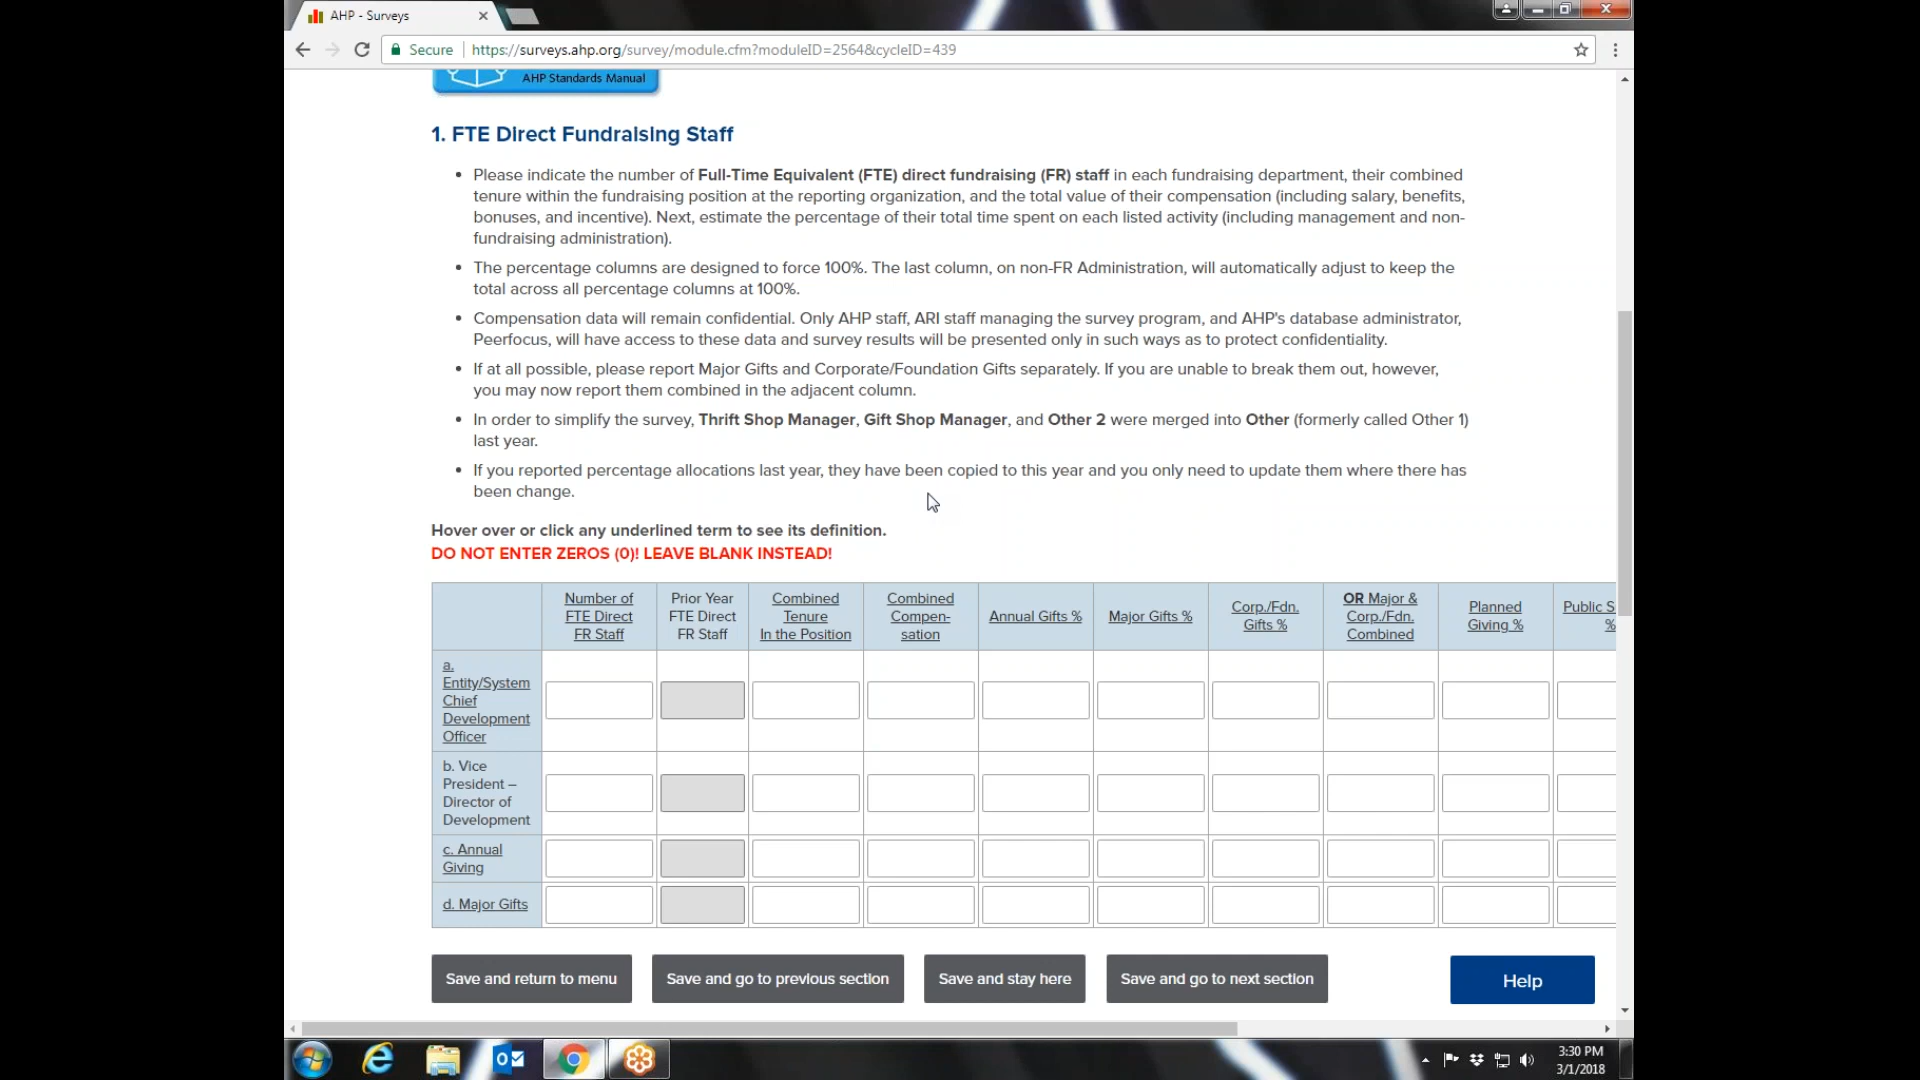 AHP - Surveys
Secure
https://surveys.ahp.org/survey/module.cfm?moduleID=2564&cycleID=439
AHP Standards Manual
1. FTE Direct Fundraising Staff
• Please indicate the number of Full-Time Equivalent (FTE) direct fundraising (FR) staff in each fundraising department, their combined
tenure within the fundraising position at the reporting organization, and the total value of their compensation (including salary, benefits,
bonuses, and incentive). Next, estimate the percentage of their total time spent on each listed activity (including management and non-
fundraising administration).
• The percentage columns are designed to force 100%. The last column, on non-FR Administration, will automatically adjust to keep the
total across all percentage columns at 100%.
• Compensation data will remain confidential. Only AHP staff, ARI staff managing the survey program, and AHP's database administrator,
Peerfocus, will have access to these data and survey results will be presented only in such ways as to protect confidentiality.
• If at all possible, please report Major Gifts and Corporate/Foundation Gifts separately. If you are unable to break them out, however,
you may now report them combined in the adjacent column.
• In order to simplify the survey, Thrift Shop Manager, Gift Shop Manager, and Other 2 were merged into Other (formerly called Other 1)
last year.
• If you reported percentage allocations last year, they have been copied to this year and you only need to update them where there has
been change.
Hover over or click any underlined term to see its definition.
DO NOT ENTER ZEROS (0)! LEAVE BLANK INSTEAD!
Number of
FTE Direct
FR Staff
Prior Year
FTE Direct
FR Staff
Combined
Tenure
In the Position
Combined
Compen-
sation
Annual Gifts %
Major Gifts %
Corp./Fdn.
Gifts %
OR Major &
Corp./Fdn.
Combined
Planned
Giving %
Public S
%
a.
Entity/System
Chief
Development
Officer
b. Vice
President –
Director of
Development
c. Annual
Giving
d. Major Gifts
Save and return to menu
Save and go to previous section
Save and stay here
Save and go to next section
Help
3:30 PM
3/1/2018